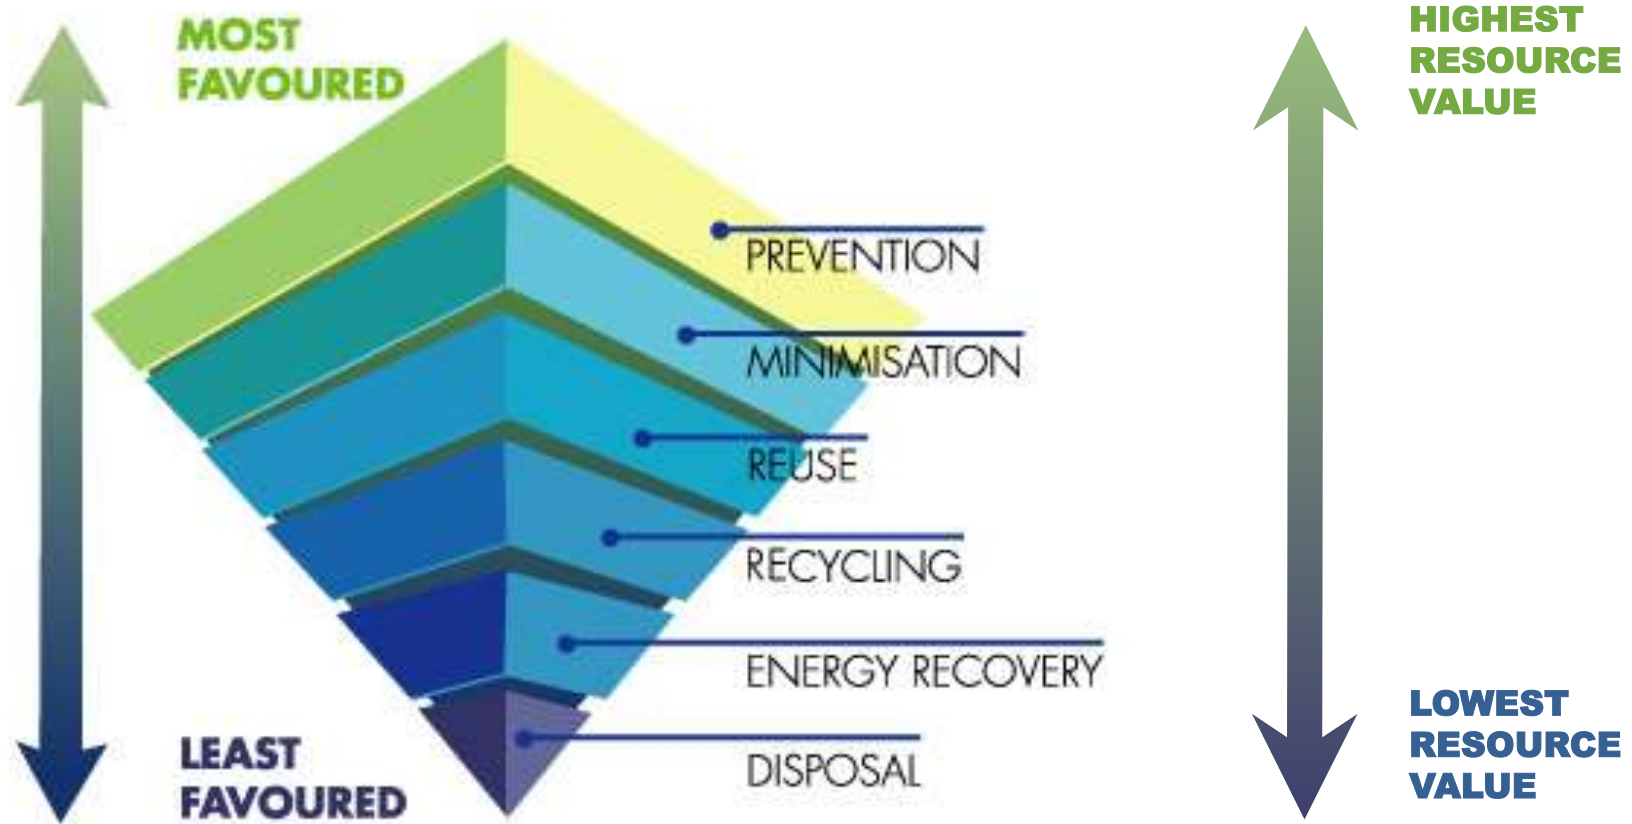 MOST
FAVOURED
PREVENTION
MINIMISATION
REUSE
RECYCLING
ENERGY RECOVERY
DISPOSAL
LEAST
FAVOURED
HIGHEST
RESOURCE
VALUE
LOWEST
RESOURCE
VALUE